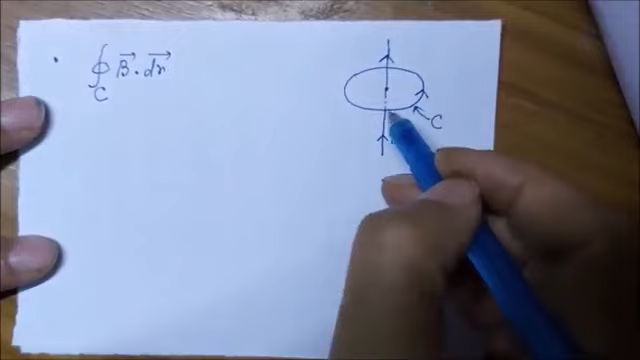 • ∮_C B⃗ . dr⃗
C